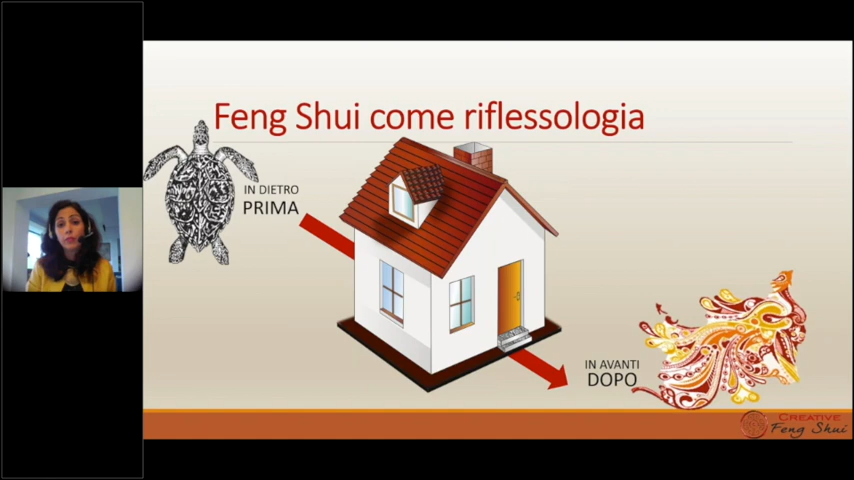 Feng Shui come riflessologia
IN DIETRO
PRIMA
IN AVANTI
DOPO
CREATIVE
Feng Shui